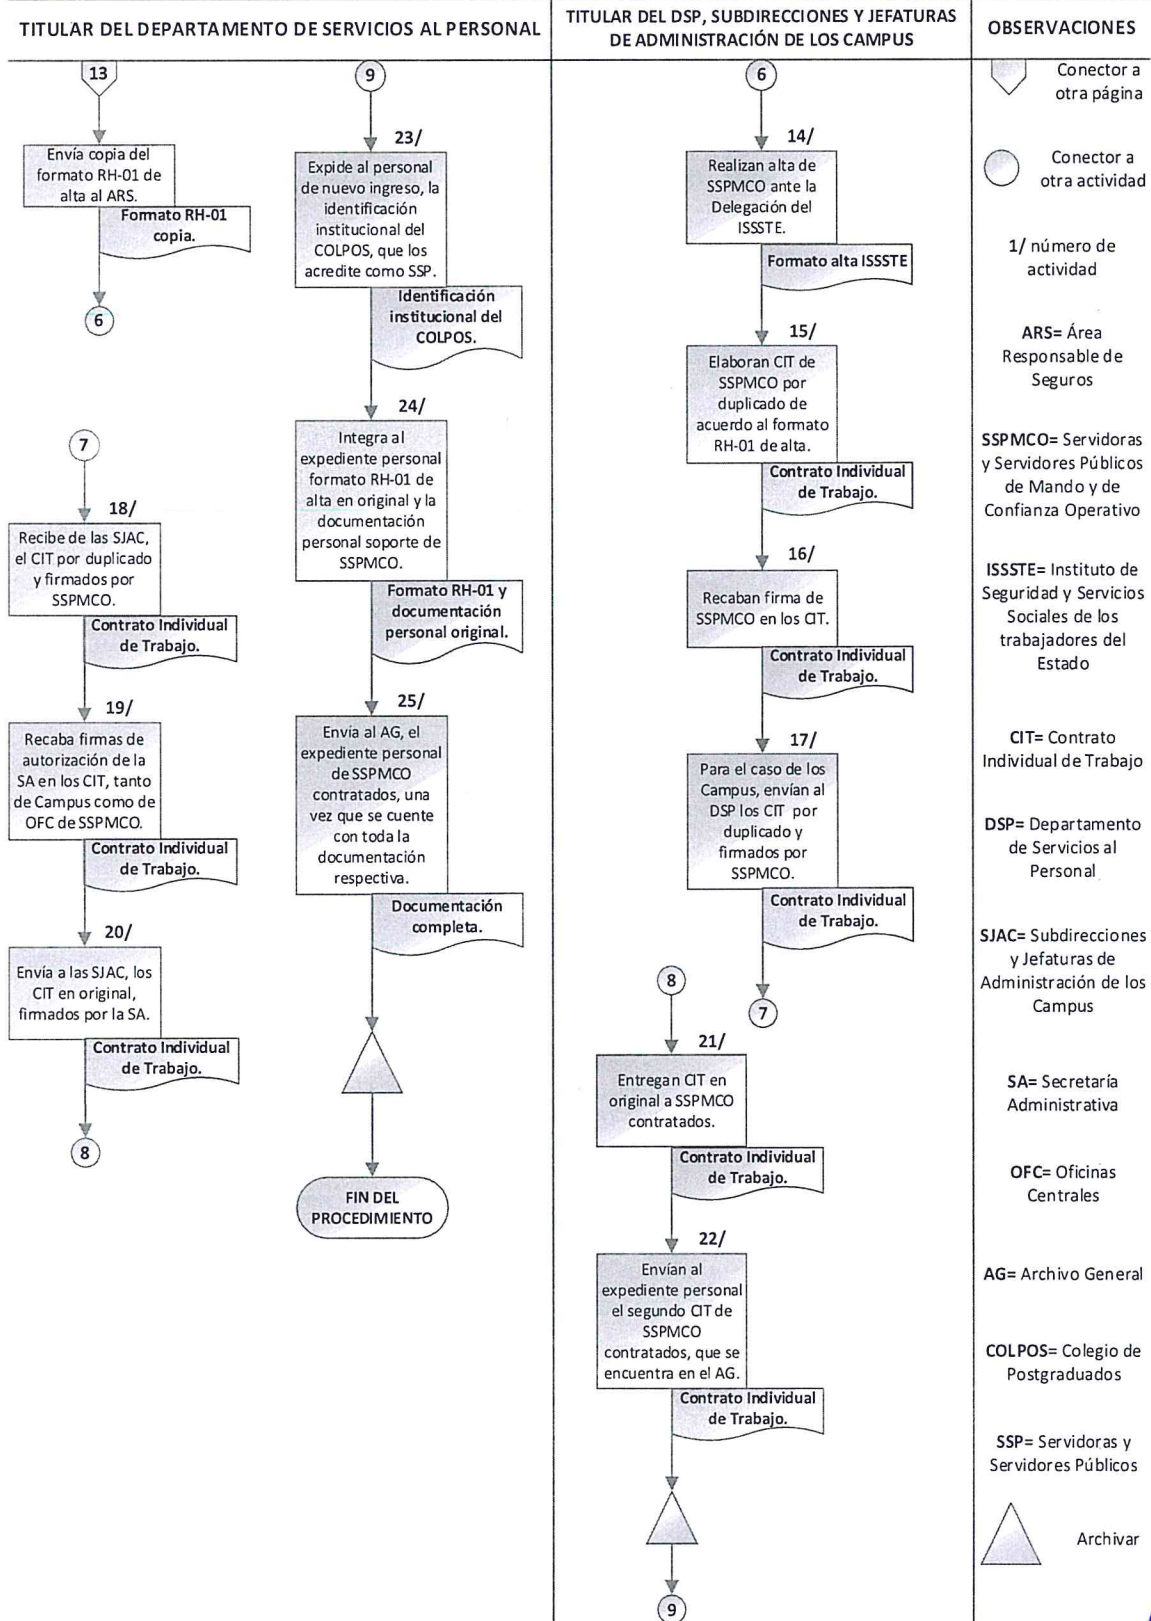 TITULAR DEL DEPARTAMENTO DE SERVICIOS AL PERSONAL
13
Envía copia del
formato RH-01 de
alta al ARS.
Formato RH-01
copia.
6
7
18/
Recibe de las SJAC,
el CIT por duplicado
y firmados por
SSPMCO.
Contrato Individual
de Trabajo.
19/
Recaba firmas de
autorización de la
SA en los CIT, tanto
de Campus como de
OFC de SSPMCO.
Contrato Individual
de Trabajo.
20/
Envía a las SJAC, los
CIT en original,
firmados por la SA.
Contrato Individual
de Trabajo.
8
9
23/
Expide al personal
de nuevo ingreso, la
identificación
institucional del
COLPOS, que los
acredite como SSP.
Identificación
institucional del
COLPOS.
24/
Integra al
expediente personal
formato RH-01 de
alta en original y la
documentación
personal soporte de
SSPMCO.
Formato RH-01 y
documentación
personal original.
25/
Envía al AG, el
expediente personal
de SSPMCO
contratados, una
vez que se cuente
con toda la
documentación
respectiva.
Documentación
completa.
FIN DEL
PROCEDIMIENTO
TITULAR DEL DSP, SUBDIRECCIONES Y JEFATURAS
DE ADMINISTRACIÓN DE LOS CAMPUS
6
14/
Realizan alta de
SSPMCO ante la
Delegación del
ISSSTE.
Formato alta ISSSTE
15/
Elaboran CIT de
SSPMCO por
duplicado de
acuerdo al formato
RH-01 de alta.
Contrato Individual
de Trabajo.
16/
Recaban firma de
SSPMCO en los CIT.
Contrato Individual
de Trabajo.
17/
Para el caso de los
Campus, envían al
DSP los CIT por
duplicado y
firmados por
SSPMCO.
Contrato Individual
de Trabajo.
7
8
21/
Entregan CIT en
original a SSPMCO
contratados.
Contrato Individual
de Trabajo.
22/
Envían al
expediente personal
el segundo CIT de
SSPMCO
contratados, que se
encuentra en el AG.
Contrato Individual
de Trabajo.
9
OBSERVACIONES
Conector a
otra página
Conector a
otra actividad
1/ número de
actividad
ARS= Área
Responsable de
Seguros
SSPMCO= Servidoras
y Servidores Públicos
de Mando y de
Confianza Operativo
ISSSTE= Instituto de
Seguridad y Servicios
Sociales de los
trabajadores del
Estado
CIT= Contrato
Individual de Trabajo
DSP= Departamento
de Servicios al
Personal
SJAC= Subdirecciones
y Jefaturas de
Administración de los
Campus
SA= Secretaría
Administrativa
OFC= Oficinas
Centrales
AG= Archivo General
COLPOS= Colegio de
Postgraduados
SSP= Servidoras y
Servidores Públicos
Archivar